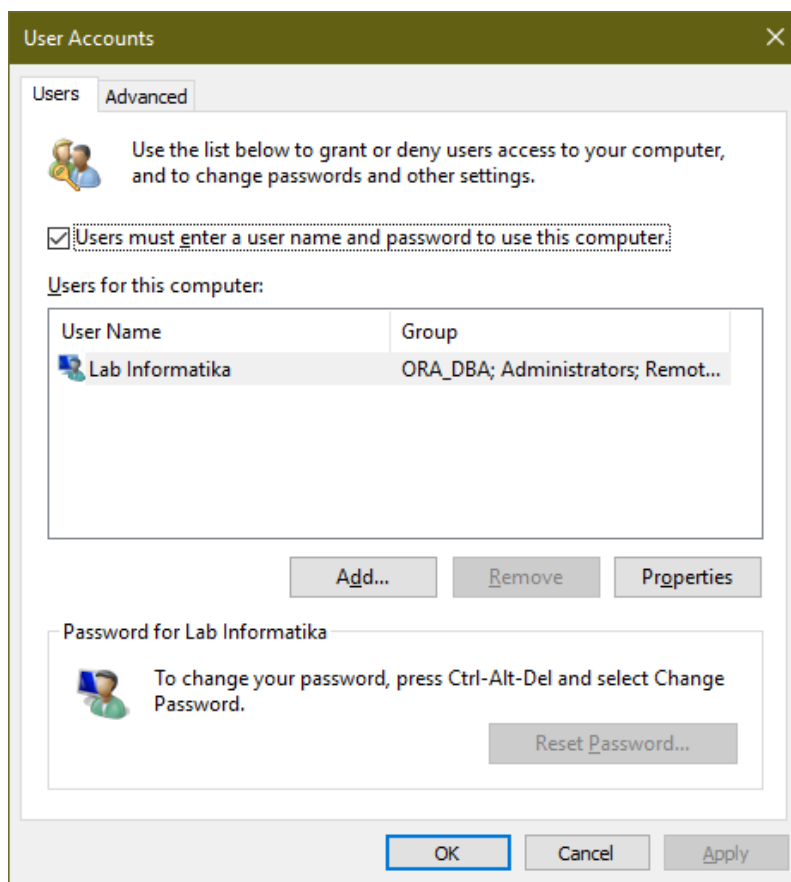 User Accounts
Users
Advanced
Use the list below to grant or deny users access to your computer,
and to change passwords and other settings.
Users must enter a user name and password to use this computer.
Users for this computer:
User Name
Group
Lab Informatika
ORA_DBA; Administrators; Remot...
Add...
Remove
Properties
Password for Lab Informatika
To change your password, press Ctrl-Alt-Del and select Change
Password.
Reset Password...
OK
Cancel
Apply